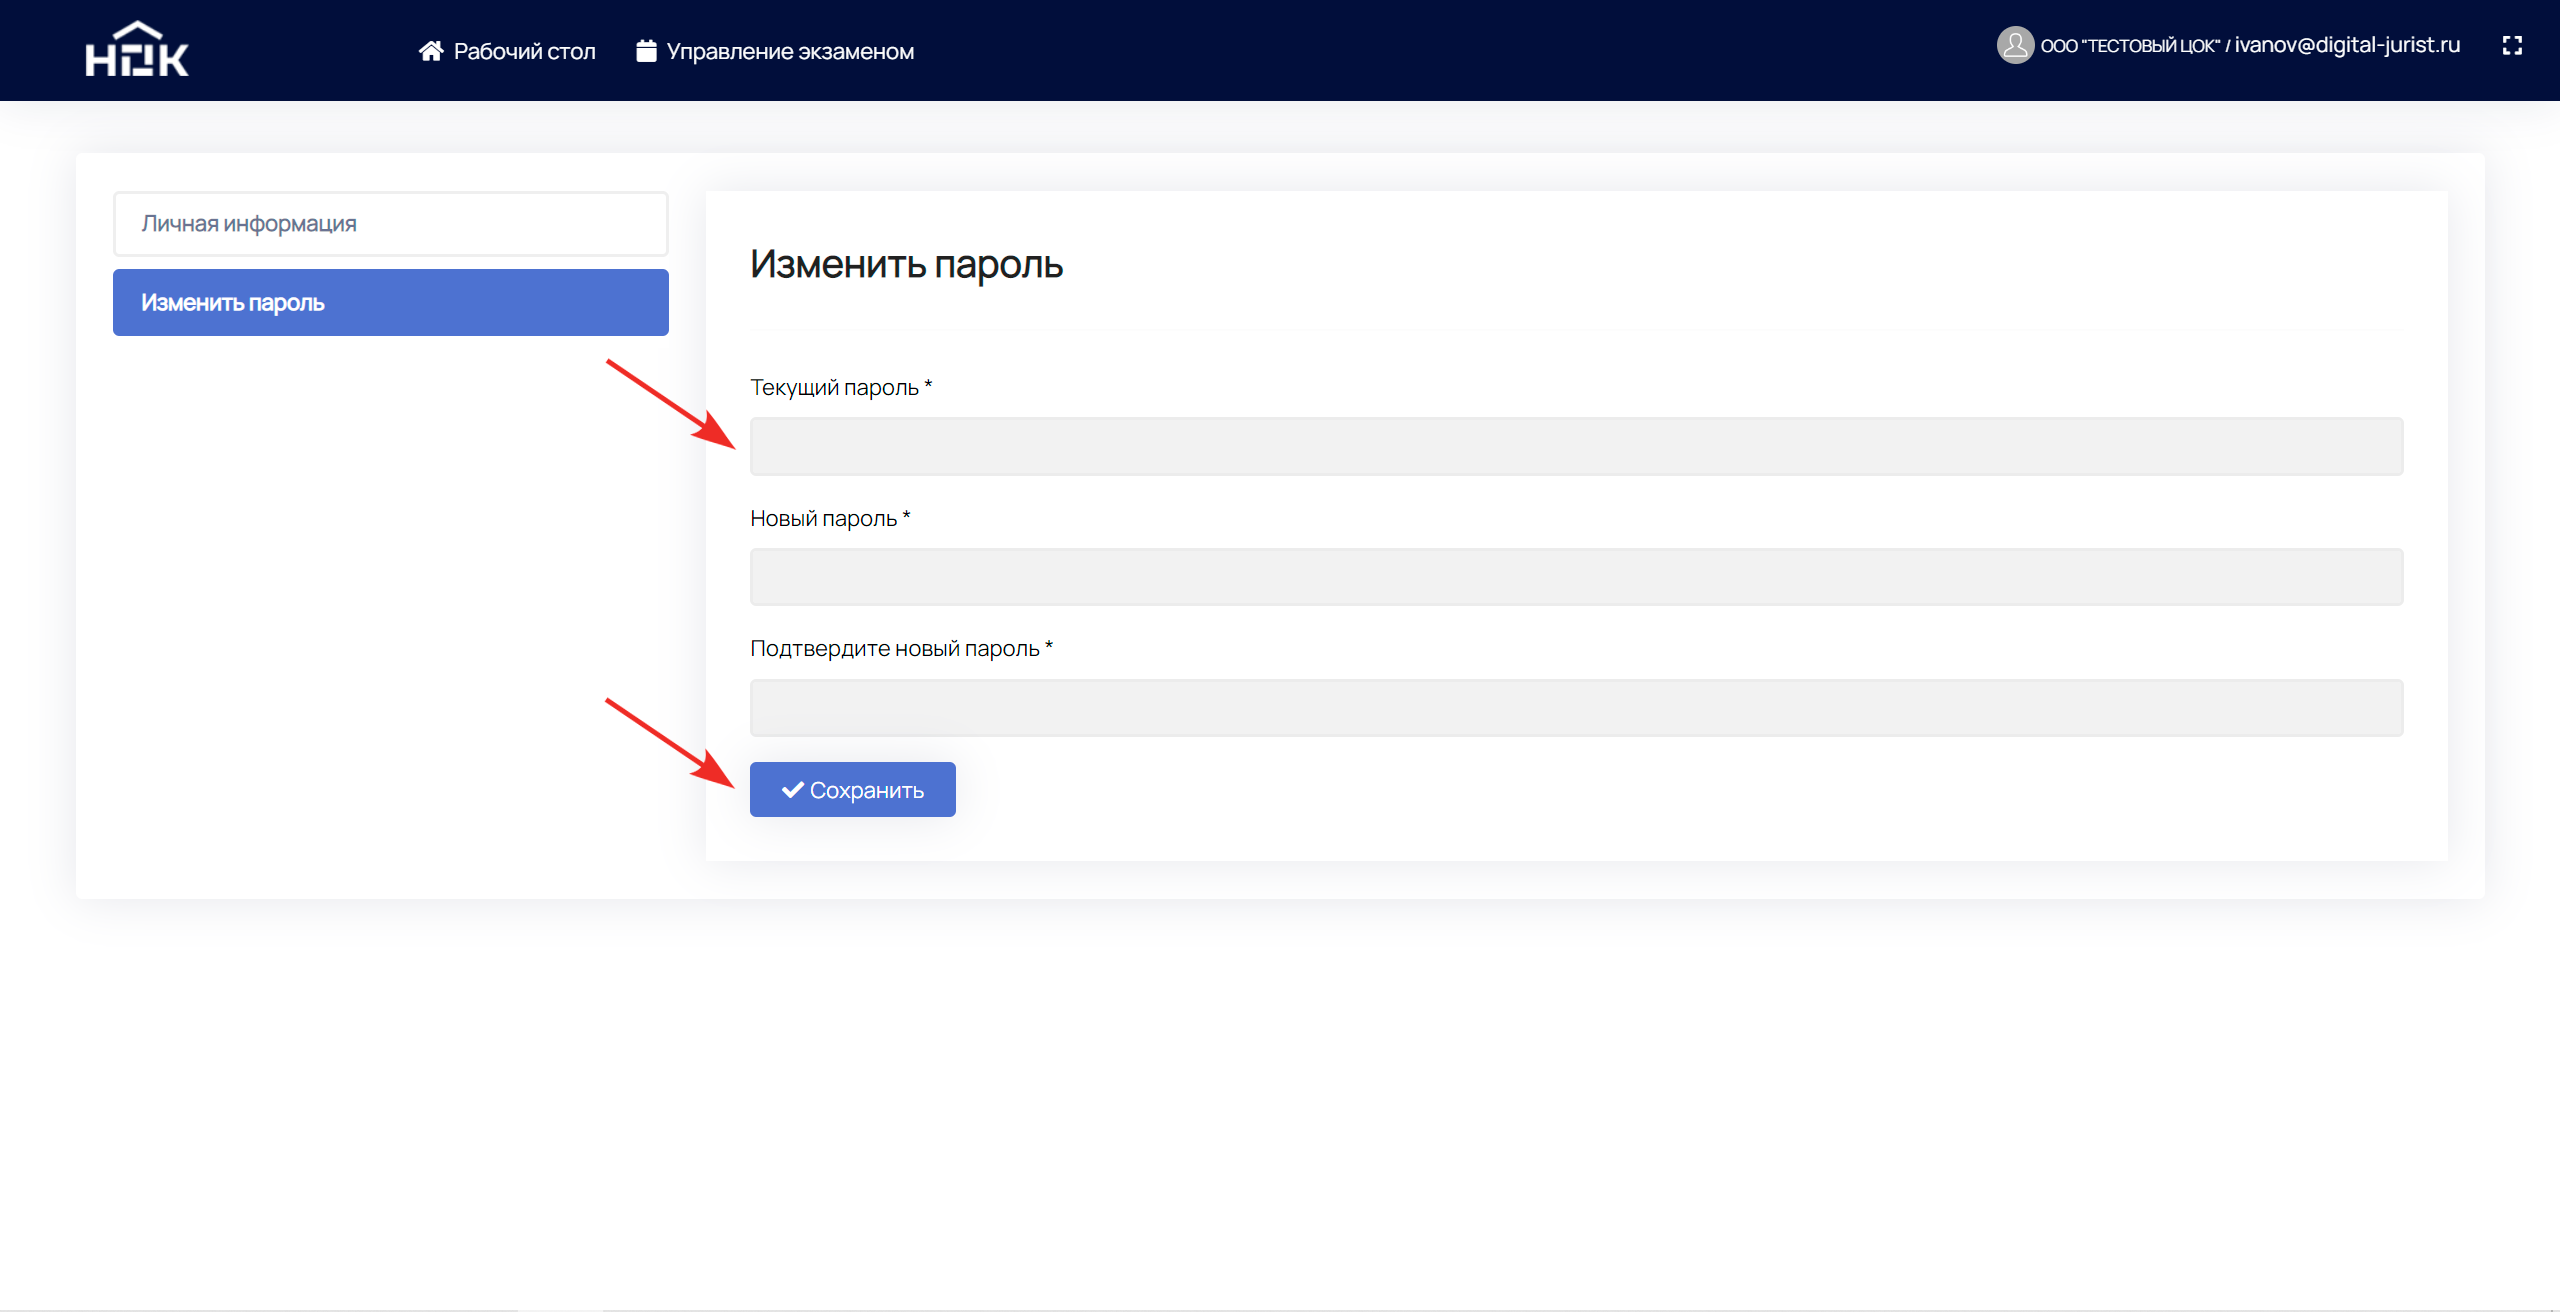 НОК
Рабочий стол
Управление экзаменом
ООО "ТЕСТОВЫЙ ЦОК" / ivanov@digital-jurist.ru
Личная информация
Изменить пароль
Изменить пароль
Текущий пароль *
Новый пароль *
Подтвердите новый пароль *
Сохранить